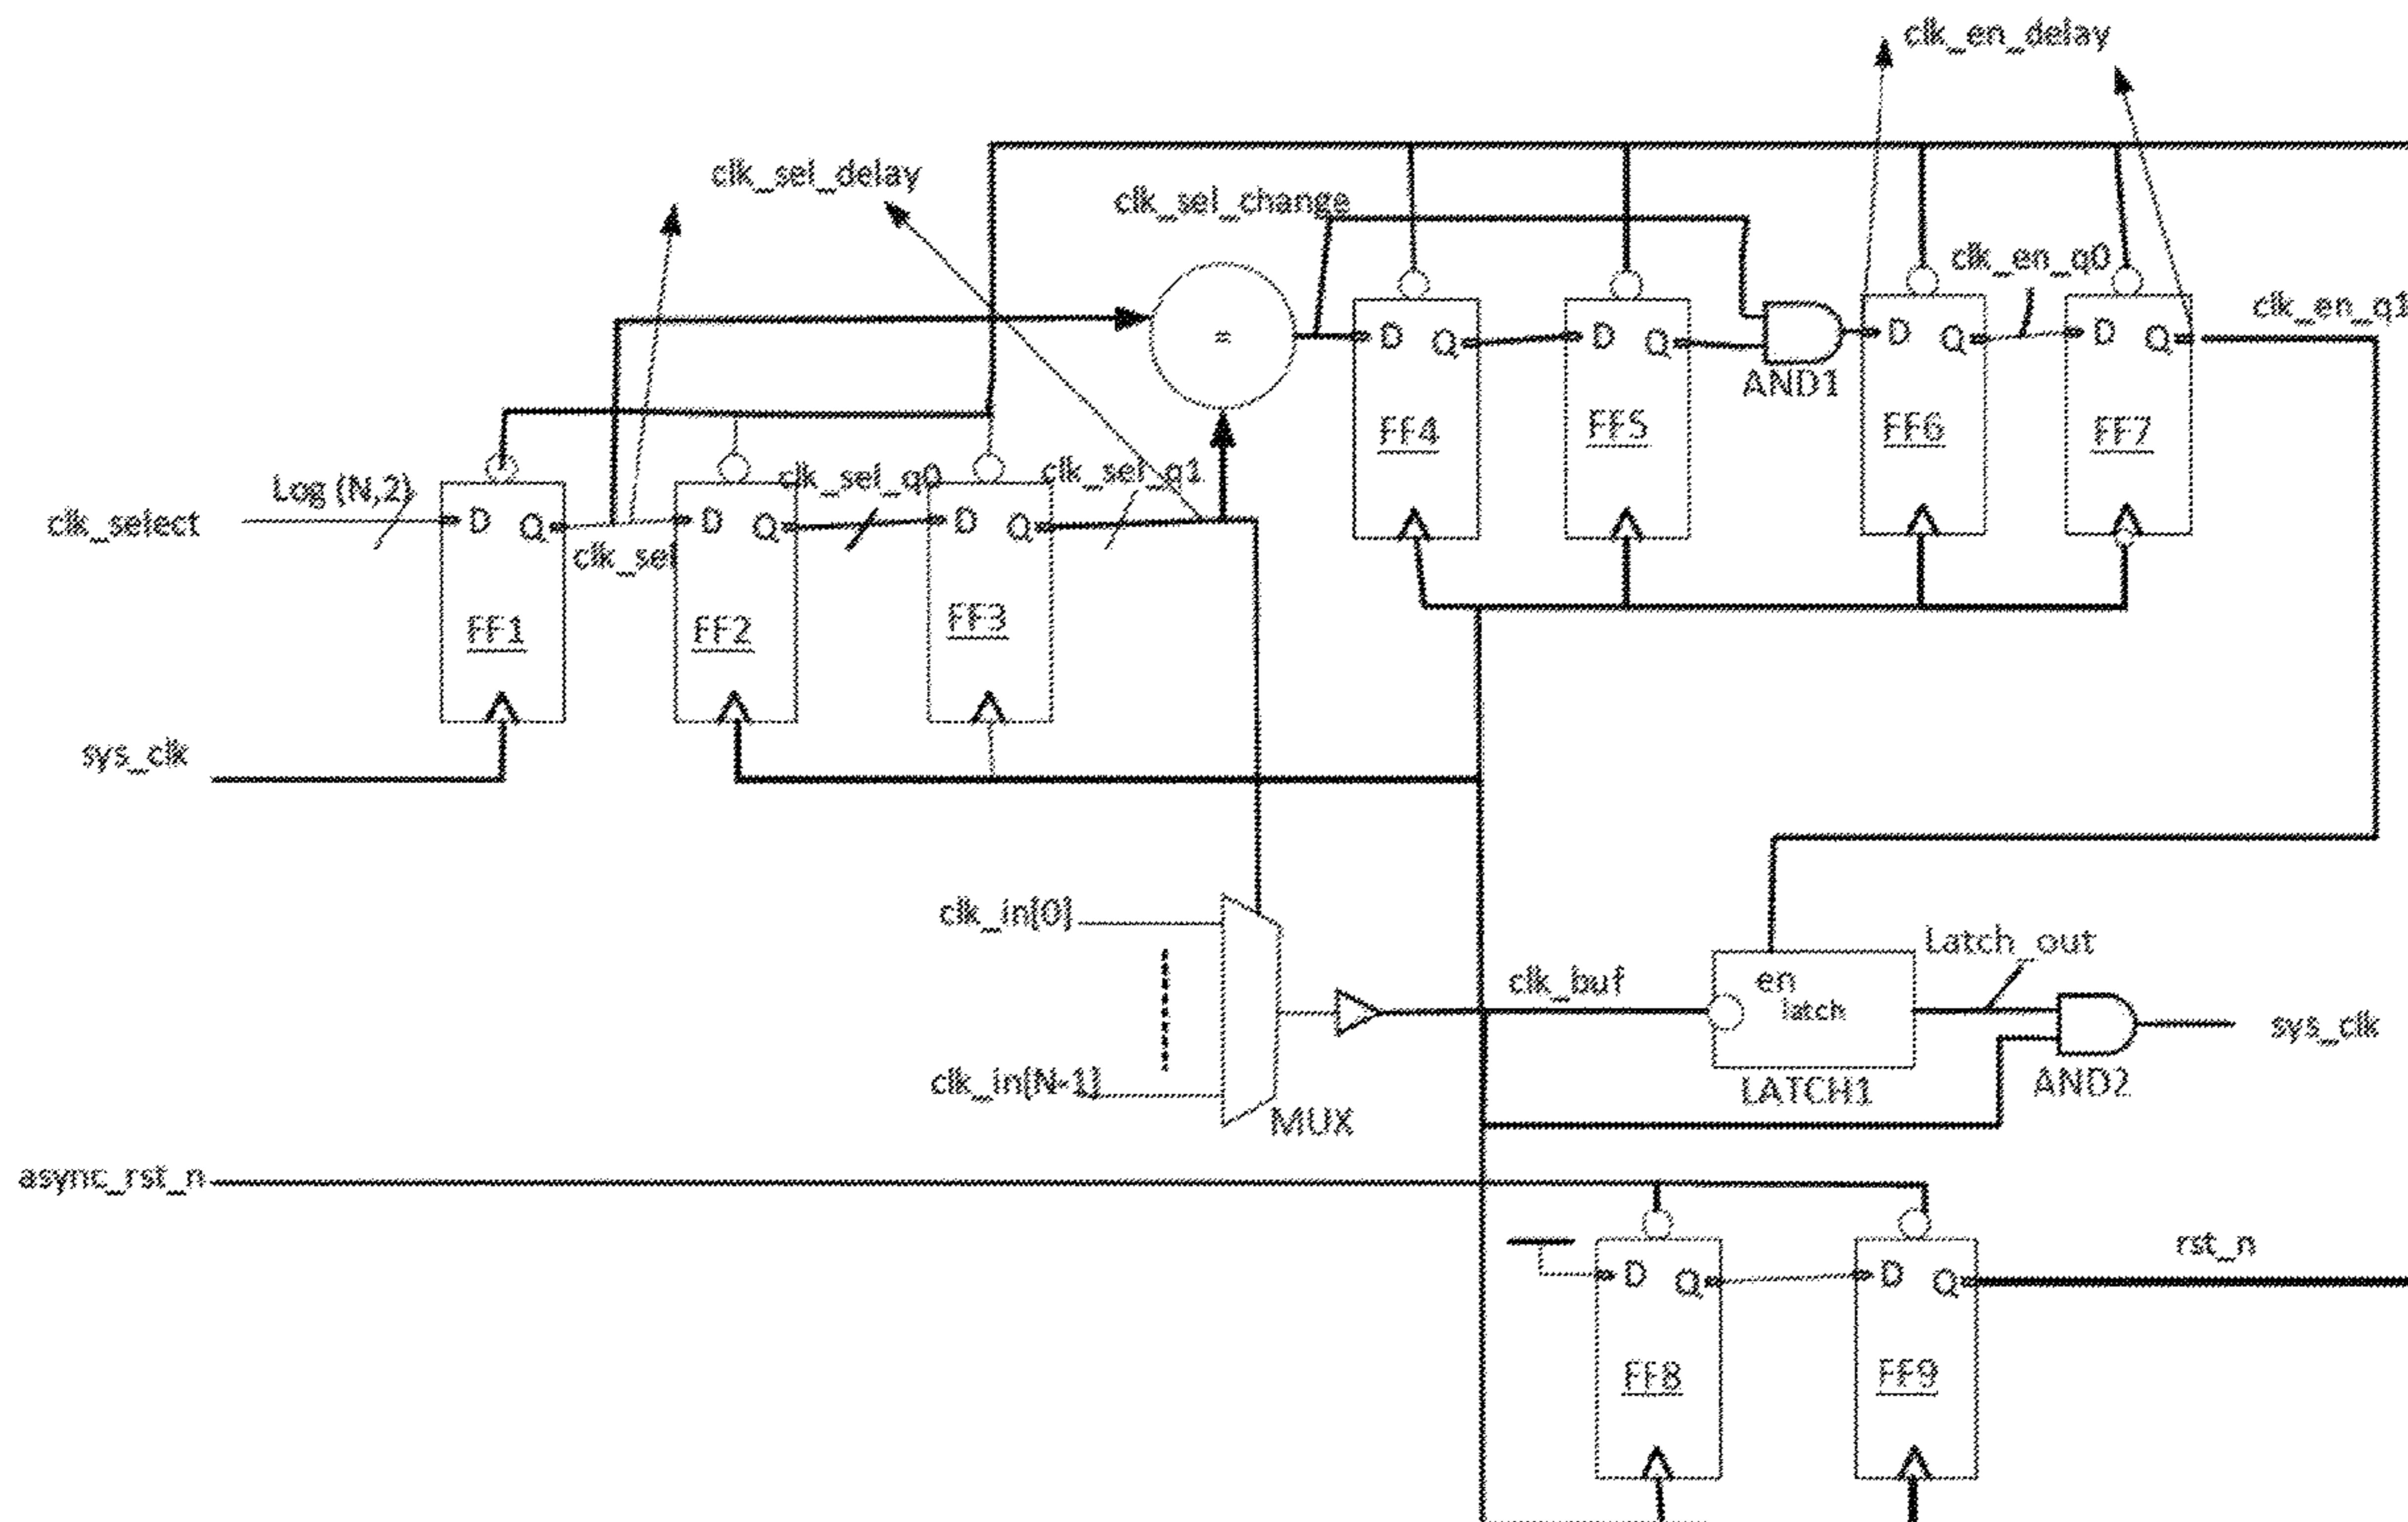 clk_en_delay
clk_sel_delay
clk_sel_change
clk_en_q0
clk_en_q1
D Q
D Q
D Q
D Q
=
AND1
FF4
FF5
FF6
FF7
Log (N,2)
clk_sel_q0
clk_sel_q1
clk_select
D Q
D Q
D Q
clk_sel
FF1
FF2
FF3
sys_clk
clk_in[0]
clk_buf
en
latch
Latch_out
sys_clk
clk_in[N-1]
MUX
LATCH1
AND2
async_rst_n
D Q
D Q
rst_n
FF8
FF9